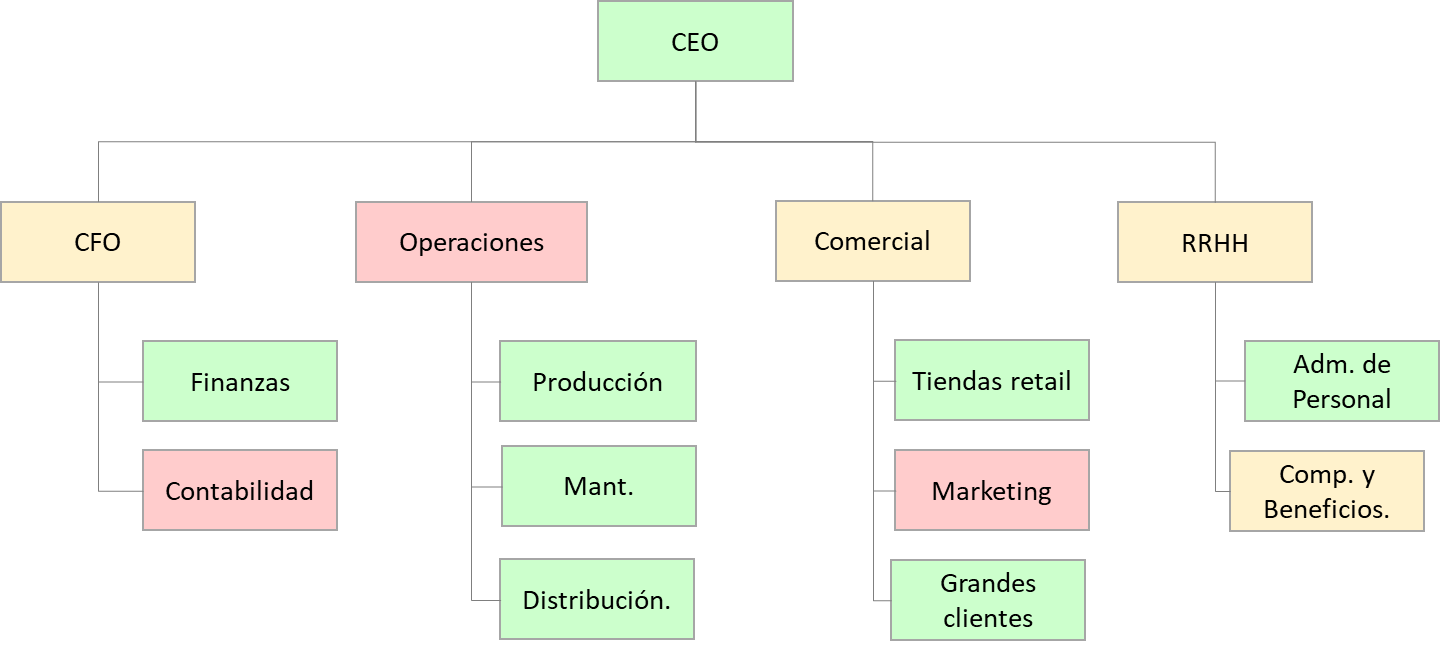 CEO
CFO
Operaciones
Comercial
RRHH
Finanzas
Contabilidad
Producción
Mant.
Distribución.
Tiendas retail
Marketing
Grandes
clientes
Adm. de
Personal
Comp. y
Beneficios.